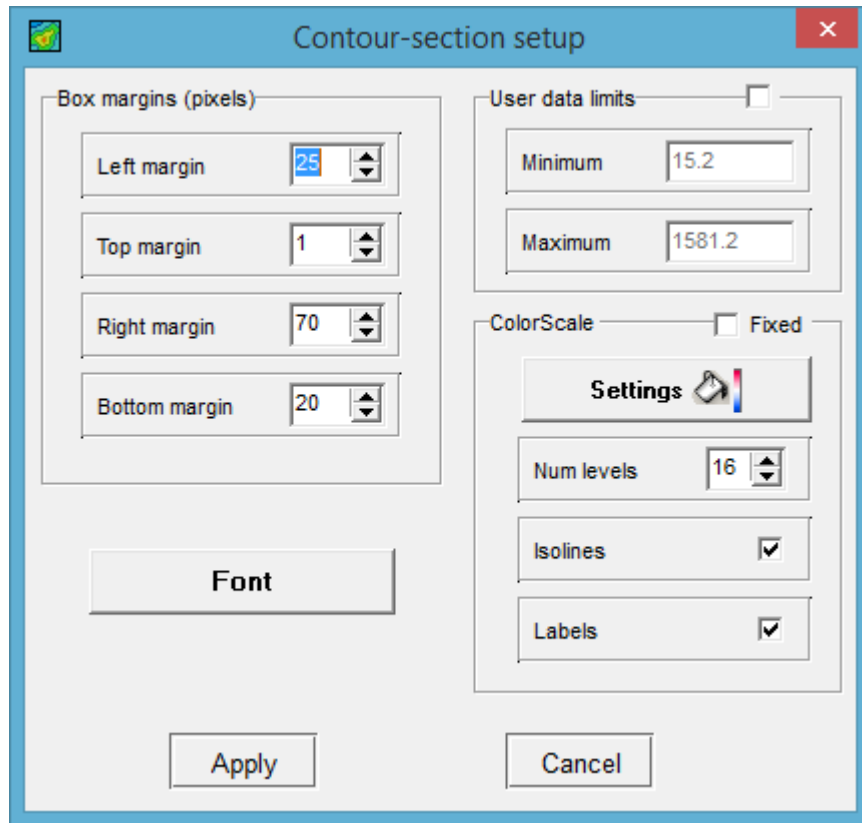 Contour-section setup
Box margins (pixels)
Left margin 25
Top margin 1
Right margin 70
Bottom margin 20
Font
User data limits
Minimum 15.2
Maximum 1581.2
ColorScale Fixed
Settings
Num levels 16
Isolines
Labels
Apply Cancel